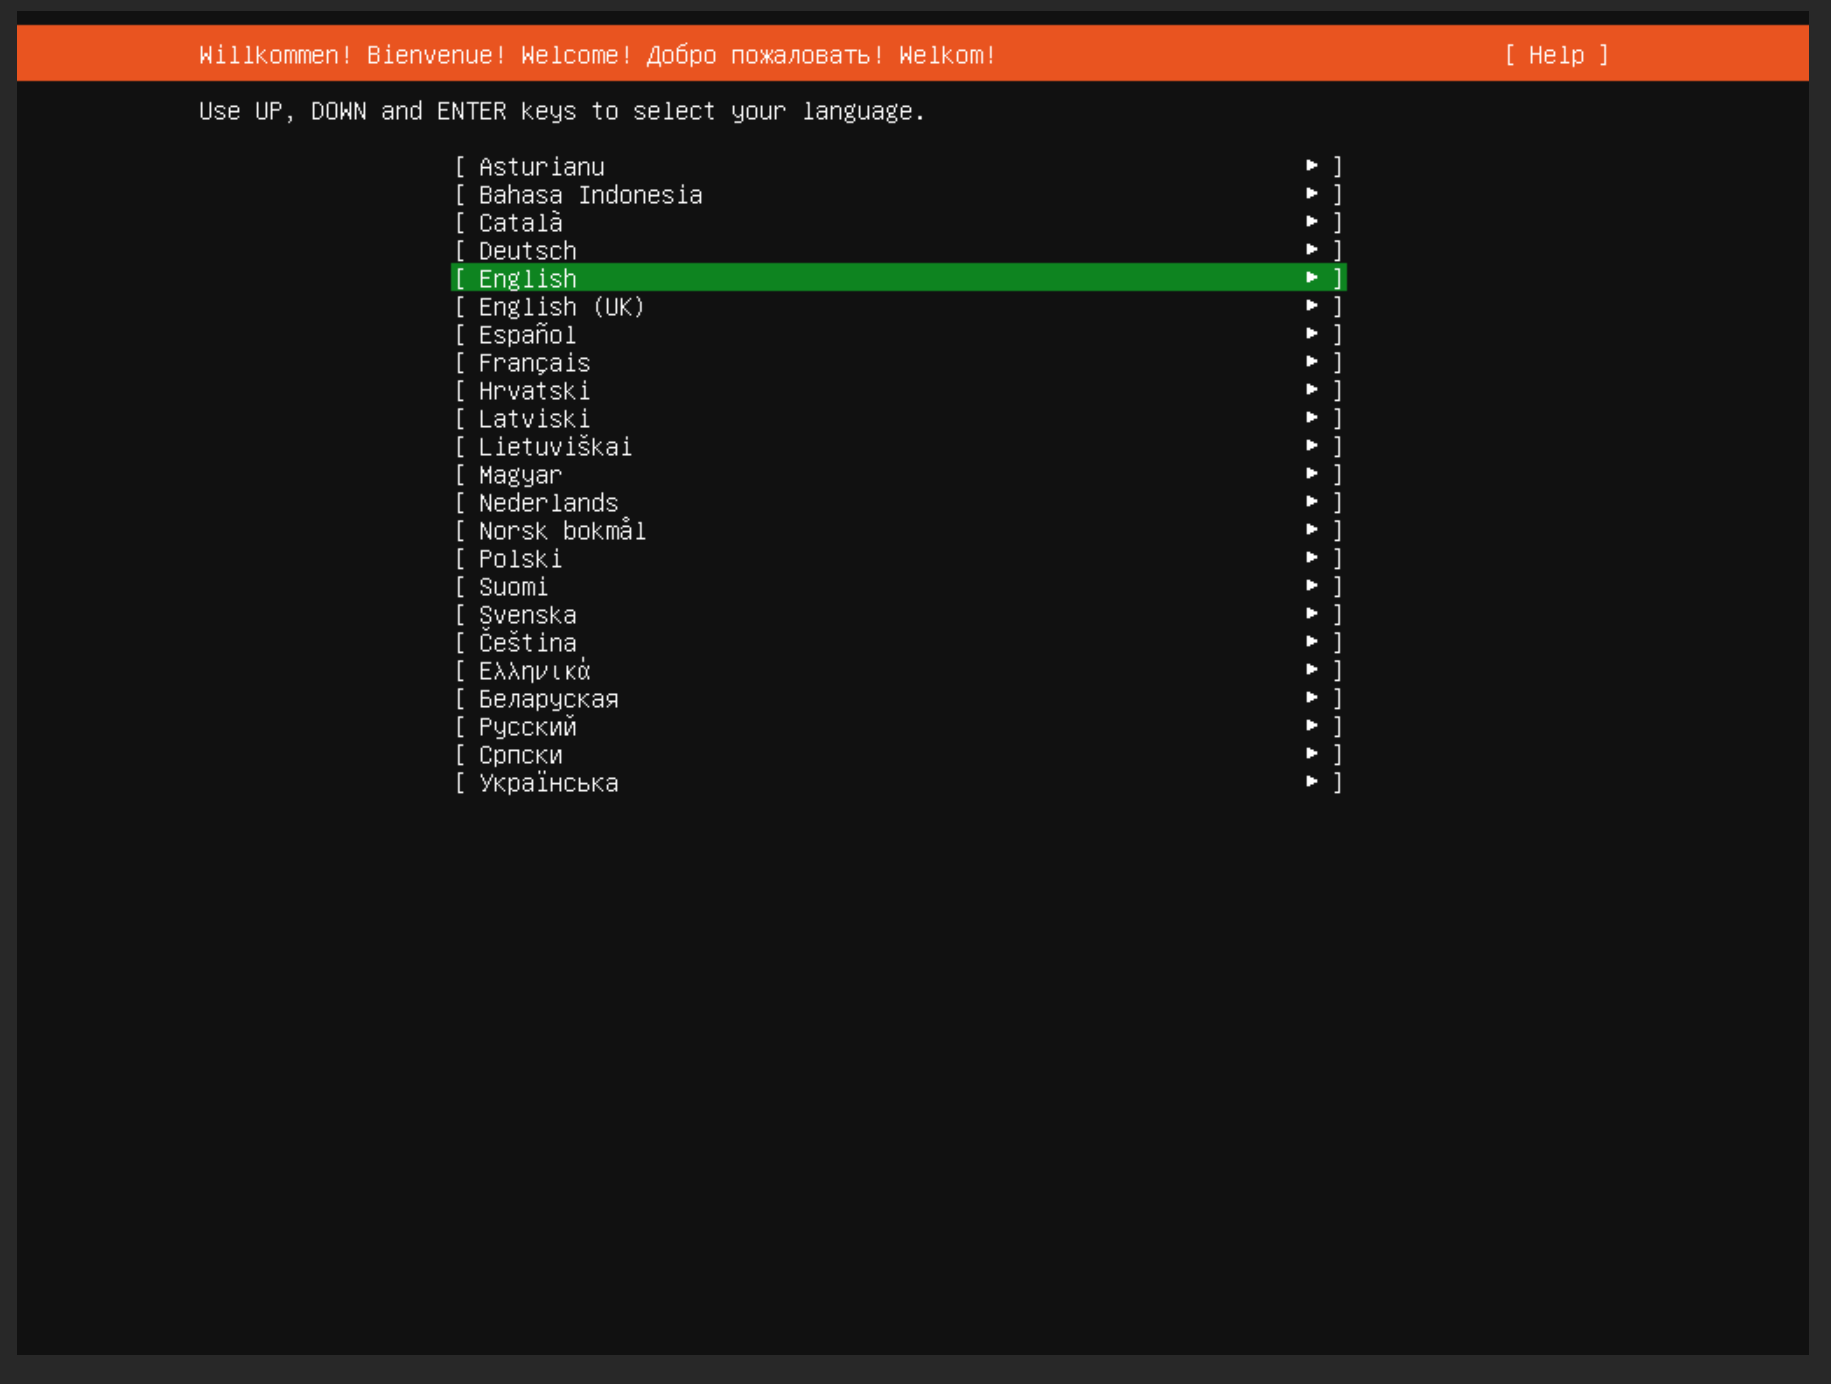 Willkommen! Bienvenue! Welcome! Добро пожаловать! Welkom! [ Help ]
Use UP, DOWN and ENTER keys to select your language.
[ Asturianu ► ]
[ Bahasa Indonesia ► ]
[ Català ► ]
[ Deutsch ► ]
[ English ► ]
[ English (UK) ► ]
[ Español ► ]
[ Français ► ]
[ Hrvatski ► ]
[ Latviski ► ]
[ Lietuviškai ► ]
[ Magyar ► ]
[ Nederlands ► ]
[ Norsk bokmål ► ]
[ Polski ► ]
[ Suomi ► ]
[ Svenska ► ]
[ Čeština ► ]
[ Ελληνικά ► ]
[ Беларуская ► ]
[ Русский ► ]
[ Српски ► ]
[ Українська ► ]